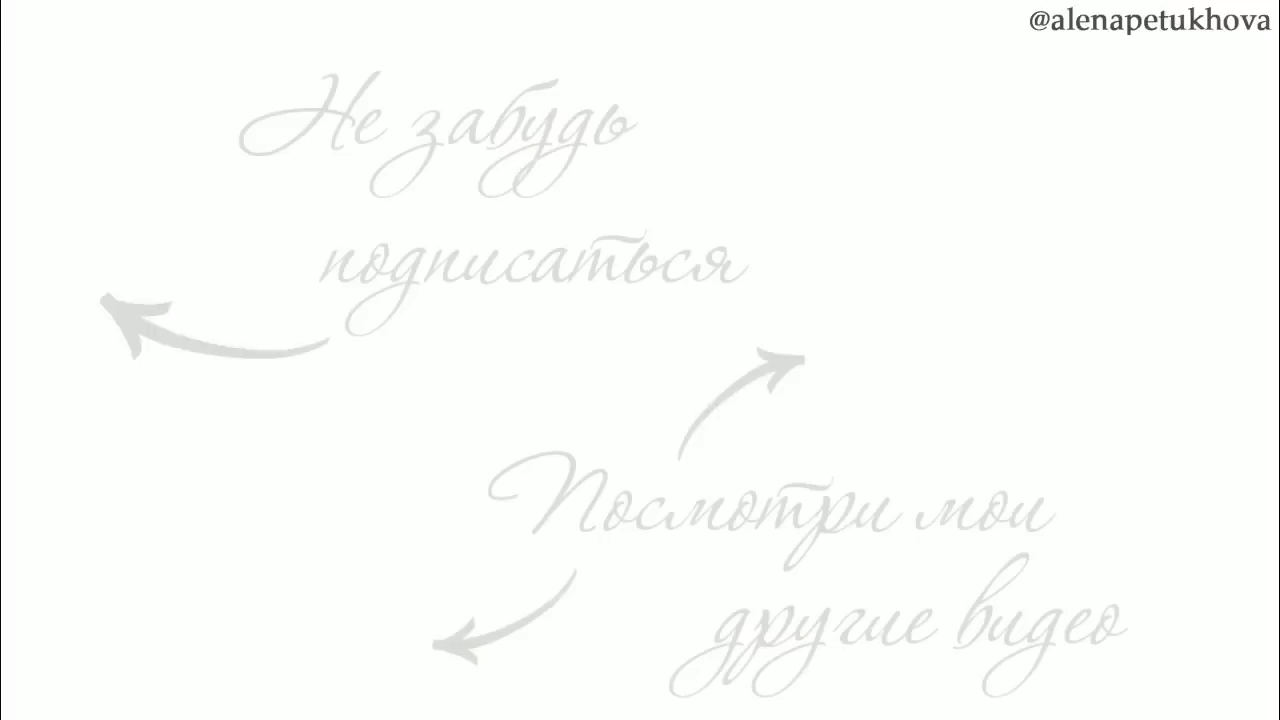 @alenapetukhova
Не забудь
подписаться
Посмотри мои
другие видео